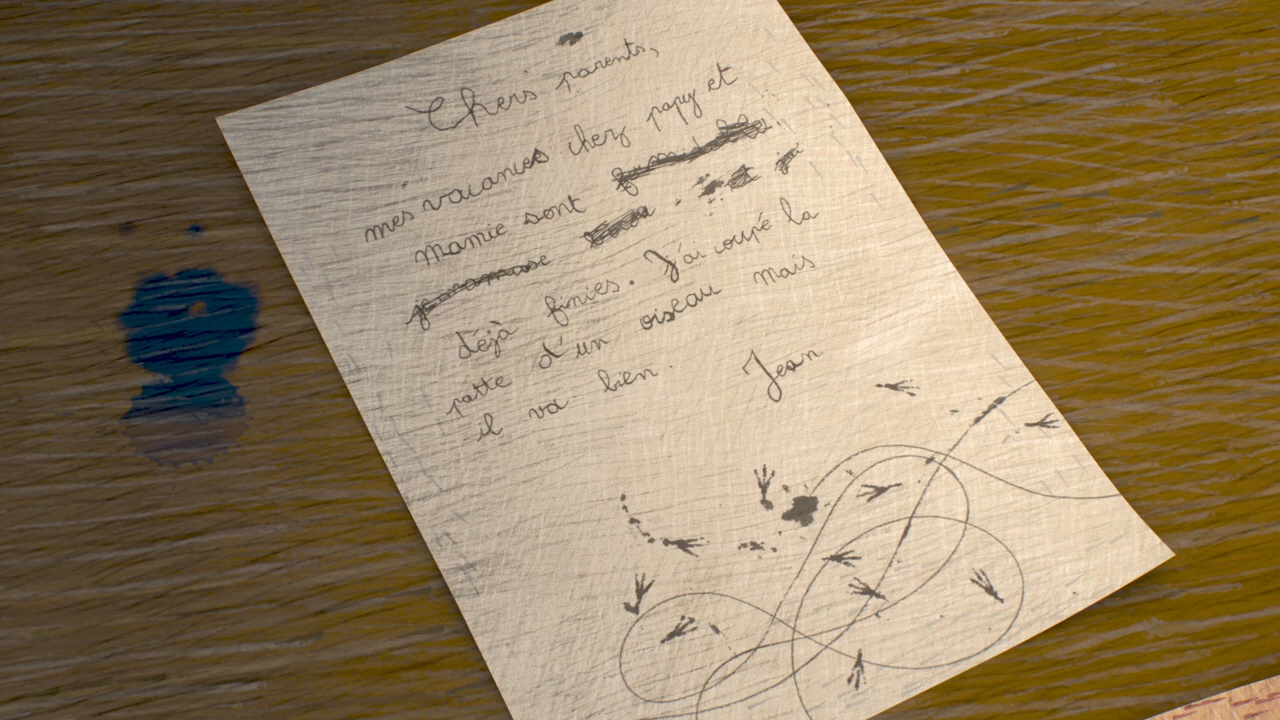 Chers parents,
mes vacances chez papy et
Mamie sont
déjà finies. J'ai coupé la
patte d'un oiseau mais
il va bien.
Jean